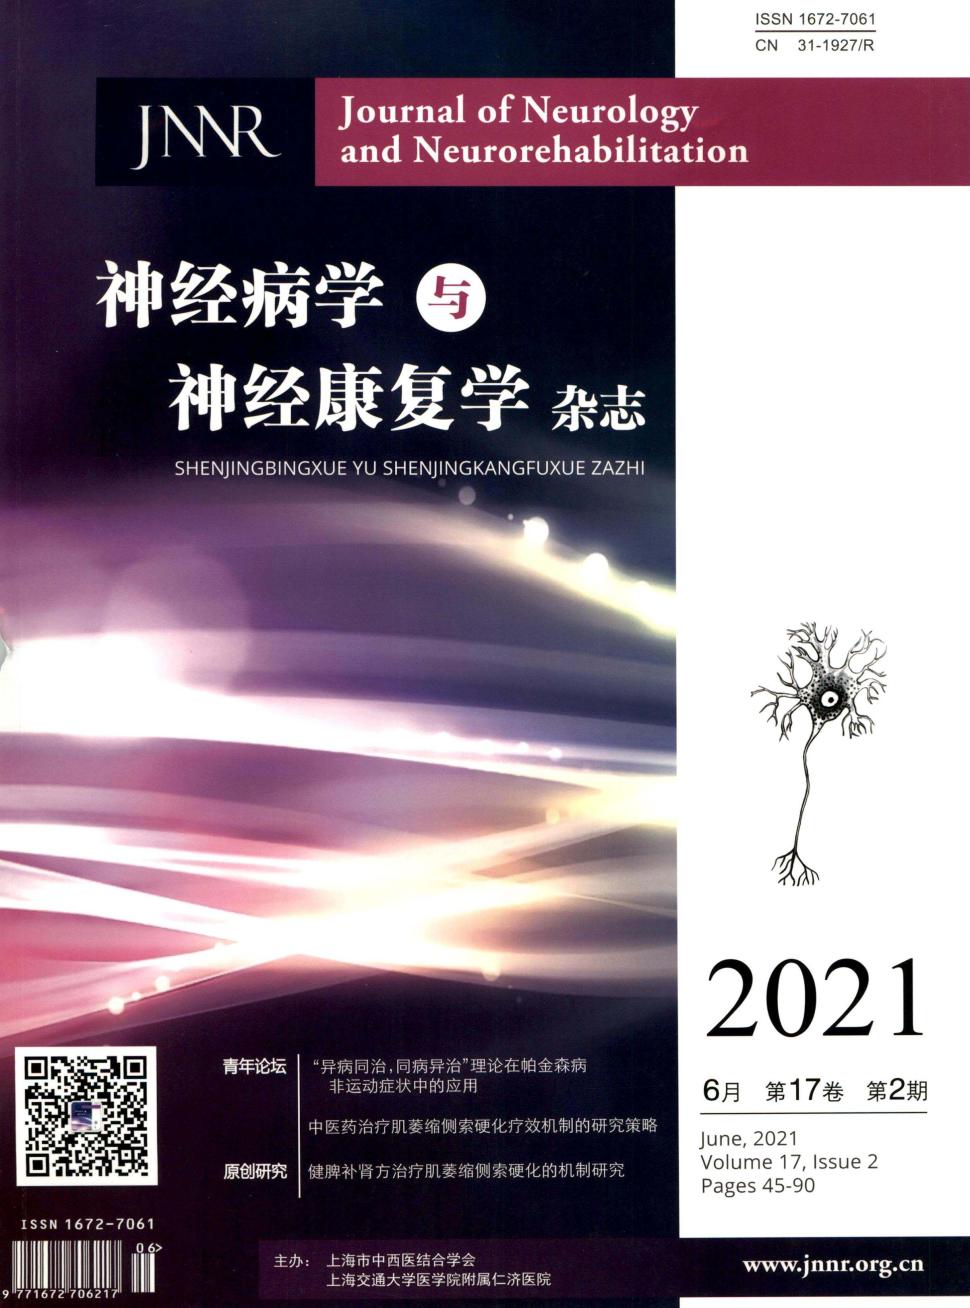 ISSN 1672-7061
CN 31-1927/R
JNNR
Journal of Neurology
and Neurorehabilitation
神经病学 与
神经康复学 杂志
SHENJINGBINGXUE YU SHENJINGKANGFUXUE ZAZHI
2021
6月 第17卷 第2期
June, 2021
Volume 17, Issue 2
Pages 45-90
青年论坛
“异病同治,同病异治”理论在帕金森病
非运动症状中的应用
中医药治疗肌萎缩侧索硬化疗效机制的研究策略
原创研究
健脾补肾方治疗肌萎缩侧索硬化的机制研究
ISSN 1672-7061
06>
9 771672 706217
主办： 上海市中西医结合学会
上海交通大学医学院附属仁济医院
www.jnnr.org.cn